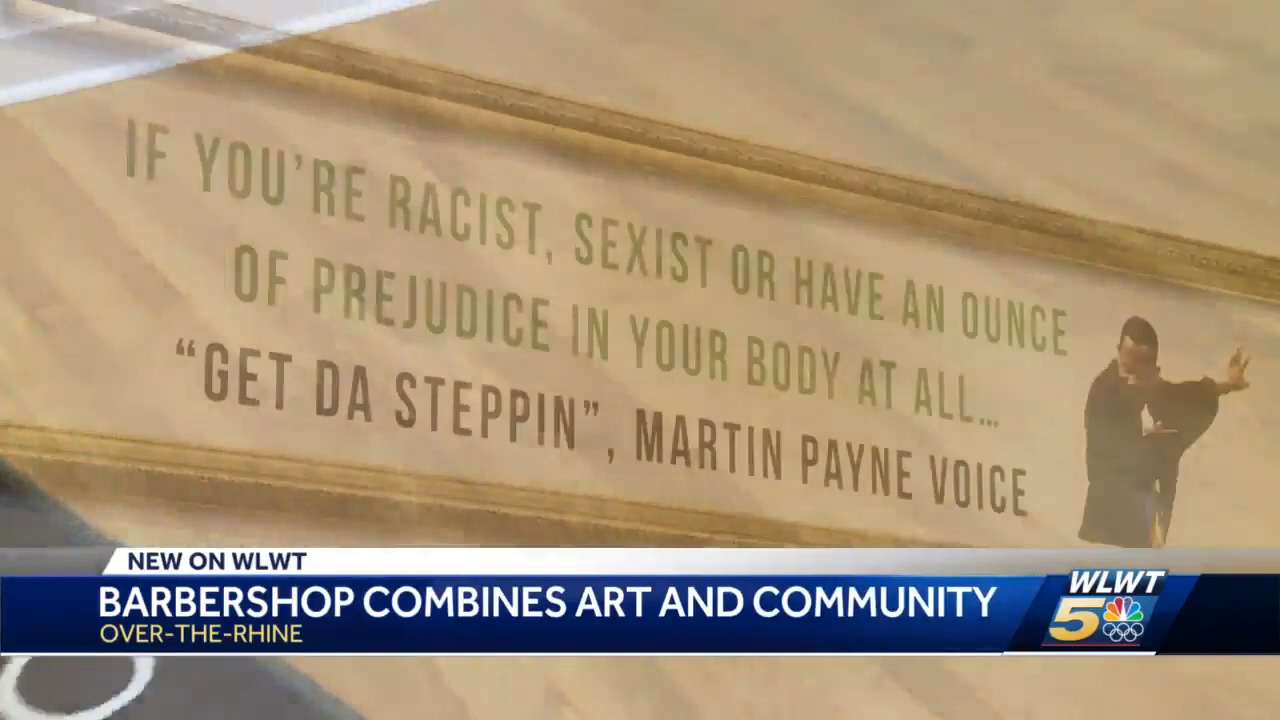 IF YOU'RE RACIST, SEXIST OR HAVE AN OUNCE
OF PREJUDICE IN YOUR BODY AT ALL...
“GET DA STEPPIN”, MARTIN PAYNE VOICE
NEW ON WLWT
BARBERSHOP COMBINES ART AND COMMUNITY
OVER-THE-RHINE
WLWT
5